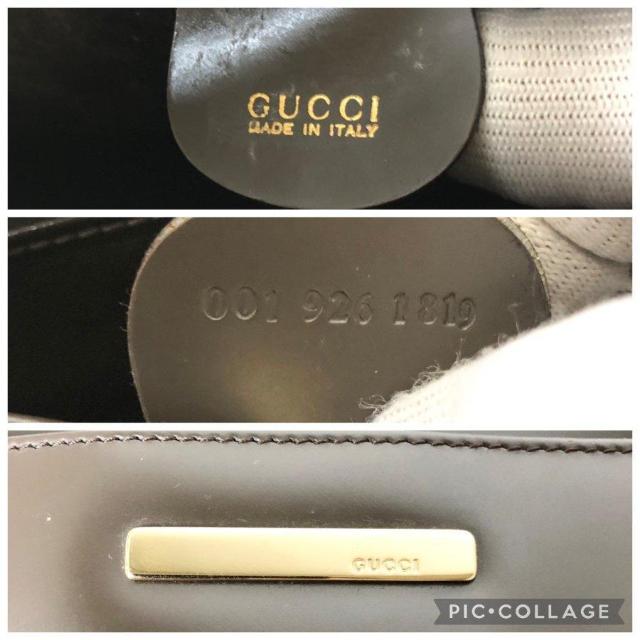 GUCCI
MADE IN ITALY
001 926 1819
GUCCI
PIC•COLLAGE